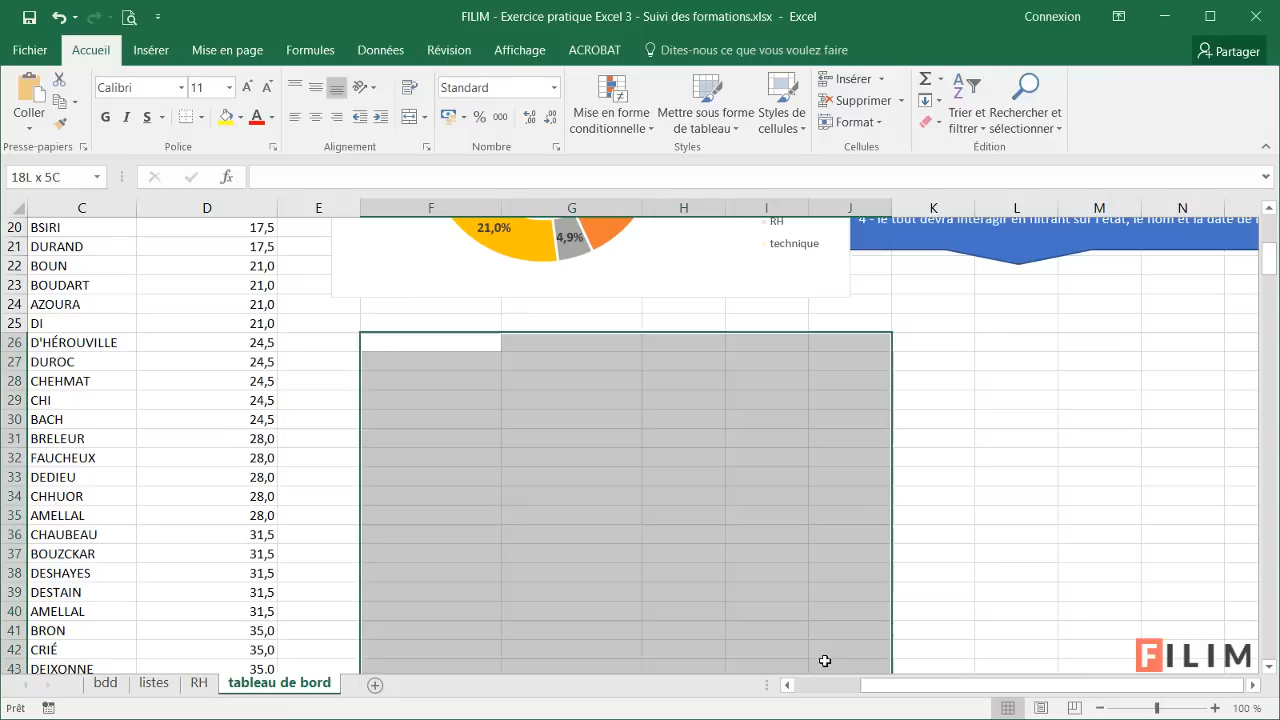 FILIM - Exercice pratique Excel 3 - Suivi des formations.xlsx - Excel
Connexion
Fichier Accueil Insérer Mise en page Formules Données Révision Affichage ACROBAT Dites-nous ce que vous voulez faire Partager
Coller
Calibri 11
G I S
Standard
% 000
Mise en forme conditionnelle
Mettre sous forme de tableau
Styles de cellules
Insérer
Supprimer
Format
Trier et filtrer
Rechercher et sélectionner
Presse-papiers Police Alignement Nombre Styles Cellules Édition
18L x 5C
fx
C D E F G H I J K L M N
20 BSIRI 17,5
21 DURAND 17,5
22 BOUN 21,0
23 BOUDART 21,0
24 AZOURA 21,0
25 DI 21,0
26 D'HÉROUVILLE 24,5
27 DUROC 24,5
28 CHEHMAT 24,5
29 CHI 24,5
30 BACH 24,5
31 BRELEUR 28,0
32 FAUCHEUX 28,0
33 DEDIEU 28,0
34 CHHUOR 28,0
35 AMELLAL 28,0
36 CHAUBEAU 31,5
37 BOUZCKAR 31,5
38 DESHAYES 31,5
39 DESTAIN 31,5
40 AMELLAL 31,5
41 BRON 35,0
42 CRIÉ 35,0
43 DEIXONNE 35,0
21,0%
4,9%
RH
technique
4 - le tout devra interagir en filtrant sur l'état, le nom et la date de
FILIM
bdd listes RH tableau de bord
Prêt
100 %